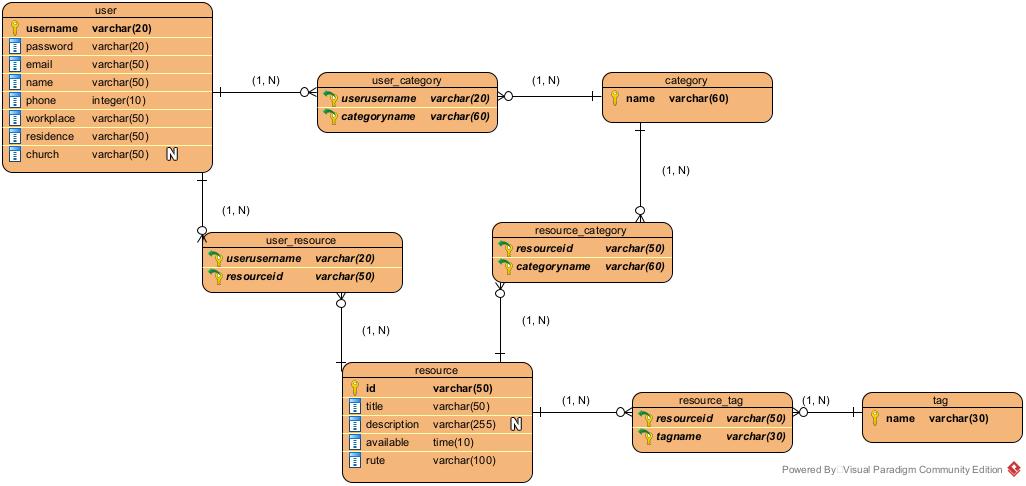 user
username varchar(20)
password varchar(20)
email varchar(50)
name varchar(50)
phone integer(10)
workplace varchar(50)
residence varchar(50)
church varchar(50) N
(1, N)
user_category
userusername varchar(20)
categoryname varchar(60)
(1, N)
category
name varchar(60)
(1, N)
(1, N)
user_resource
userusername varchar(20)
resourceid varchar(50)
resource_category
resourceid varchar(50)
categoryname varchar(60)
(1, N)
(1, N)
resource
id varchar(50)
title varchar(50)
description varchar(255) N
available time(10)
rute varchar(100)
(1, N)
resource_tag
resourceid varchar(50)
tagname varchar(30)
(1, N)
tag
name varchar(30)
Powered By Visual Paradigm Community Edition